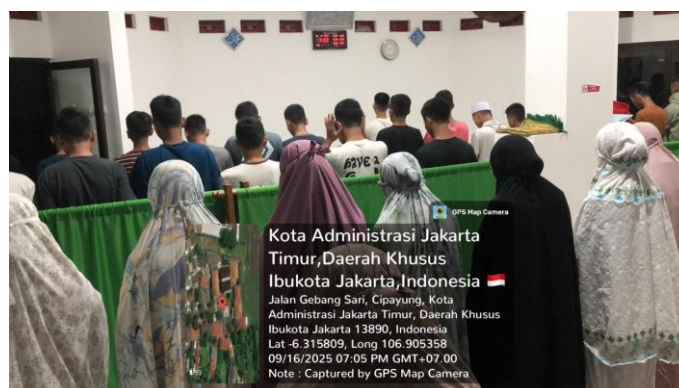 GPS Map Camera
Kota Administrasi Jakarta
Timur,Daerah Khusus
Ibukota Jakarta,Indonesia
Jalan Gebang Sari, Cipayung, Kota
Administrasi Jakarta Timur, Daerah Khusus
Ibukota Jakarta 13890, Indonesia
Lat -6.315809, Long 106.905358
09/16/2025 07:05 PM GMT+07.00
Note : Captured by GPS Map Camera